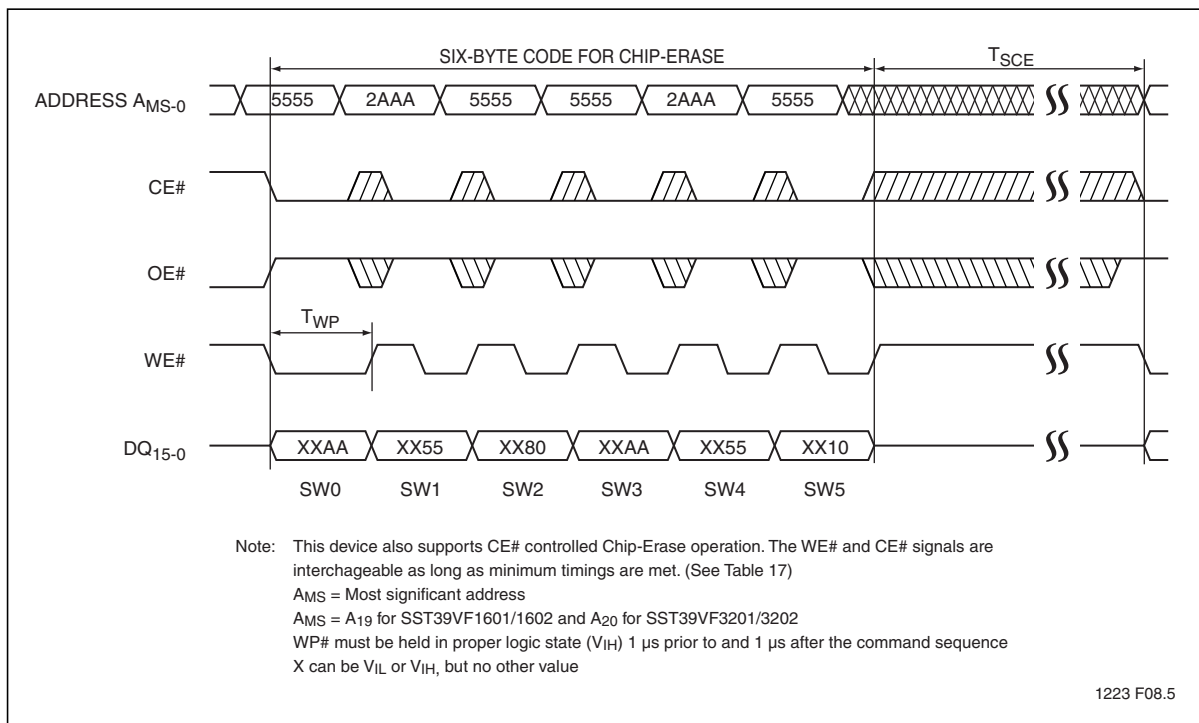 SIX-BYTE CODE FOR CHIP-ERASE TSCE
ADDRESS AMS-0 5555 2AAA 5555 5555 2AAA 5555
CE#
OE#
TWP
WE#
DQ15-0 XXAA XX55 XX80 XXAA XX55 XX10
SW0 SW1 SW2 SW3 SW4 SW5
Note: This device also supports CE# controlled Chip-Erase operation. The WE# and CE# signals are
interchageable as long as minimum timings are met. (See Table 17)
AMS = Most significant address
AMS = A19 for SST39VF1601/1602 and A20 for SST39VF3201/3202
WP# must be held in proper logic state (VIH) 1 µs prior to and 1 µs after the command sequence
X can be VIL or VIH, but no other value
1223 F08.5